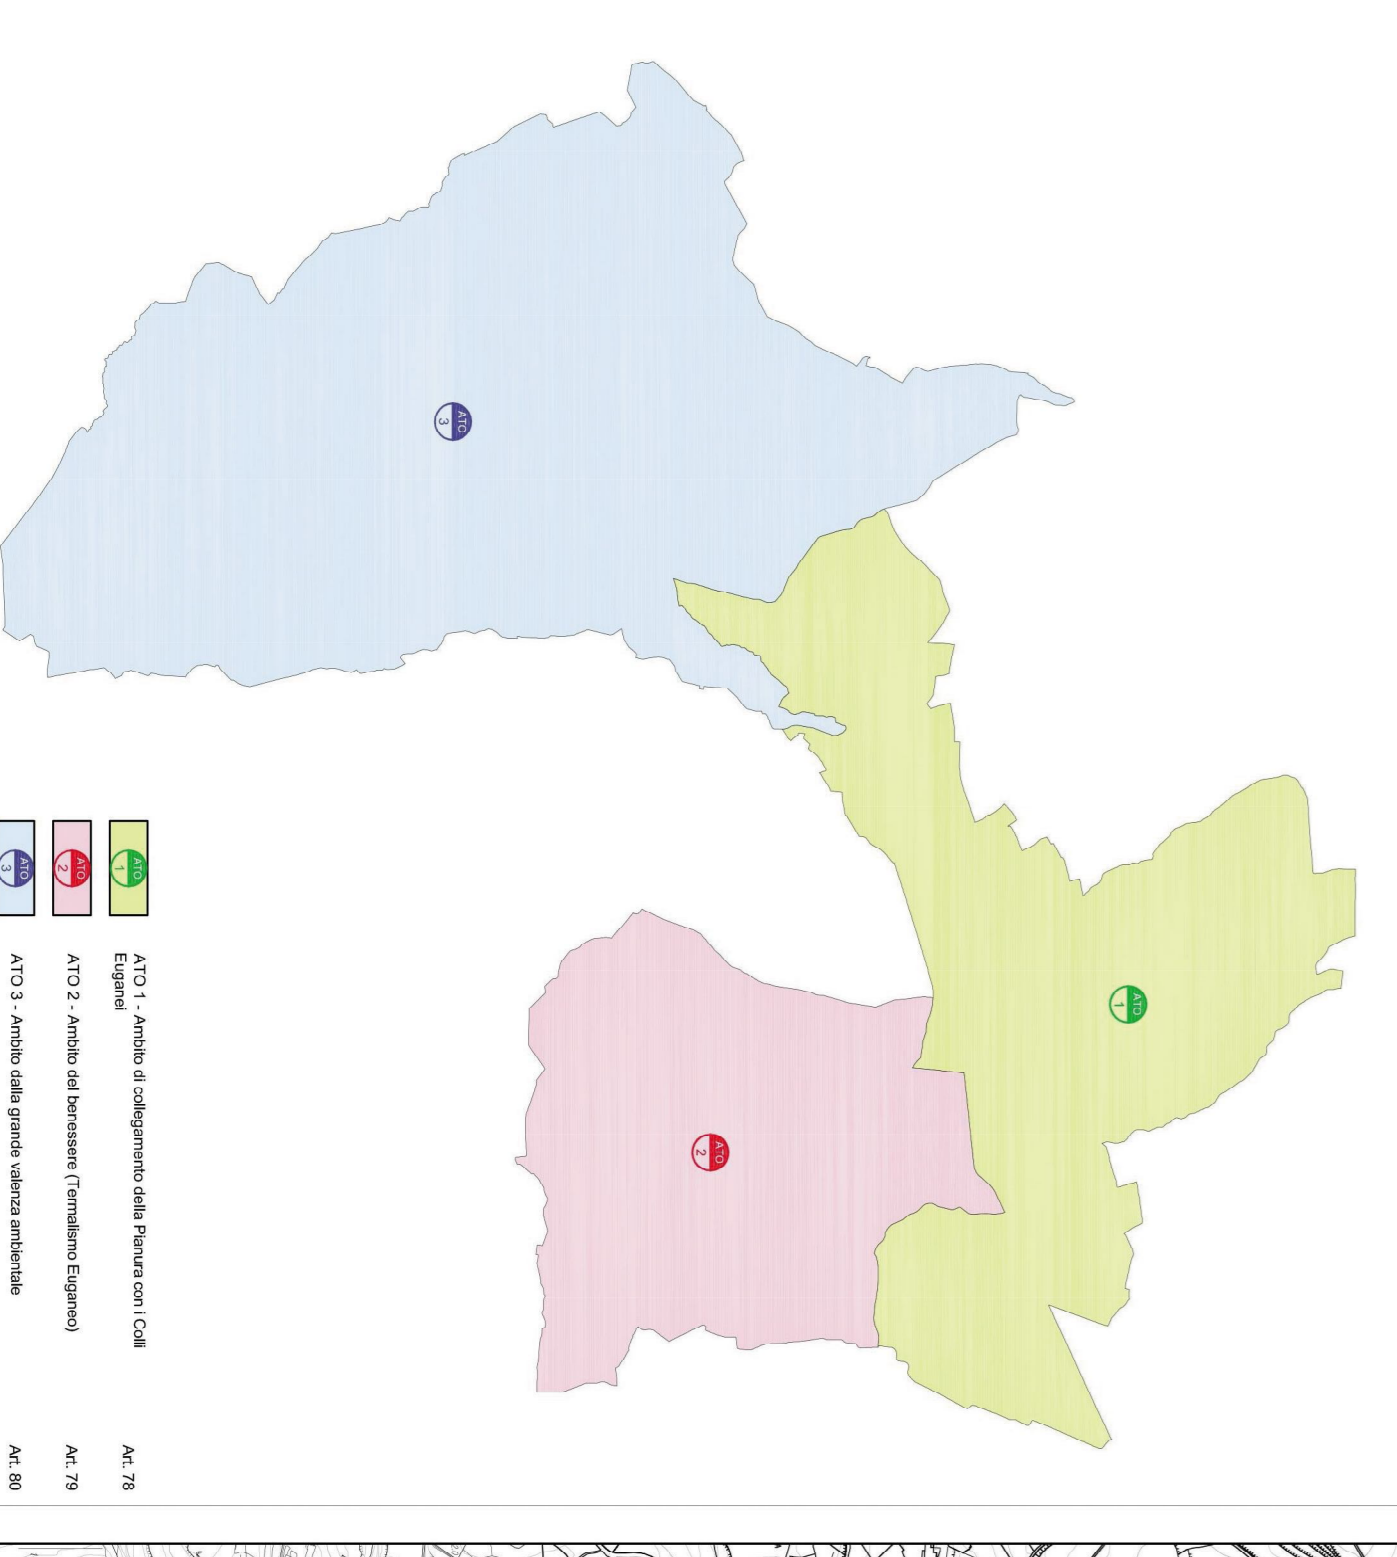 ATO
3
ATO
1
ATO
2
ATO
1
ATO 1 - Ambito di collegamento della Pianura con i Colli
Euganei
Art. 78
ATO
2
ATO 2 - Ambito del benessere (Termalismo Euganeo)
Art. 79
ATO
3
ATO 3 - Ambito dalla grande valenza ambientale
Art. 80